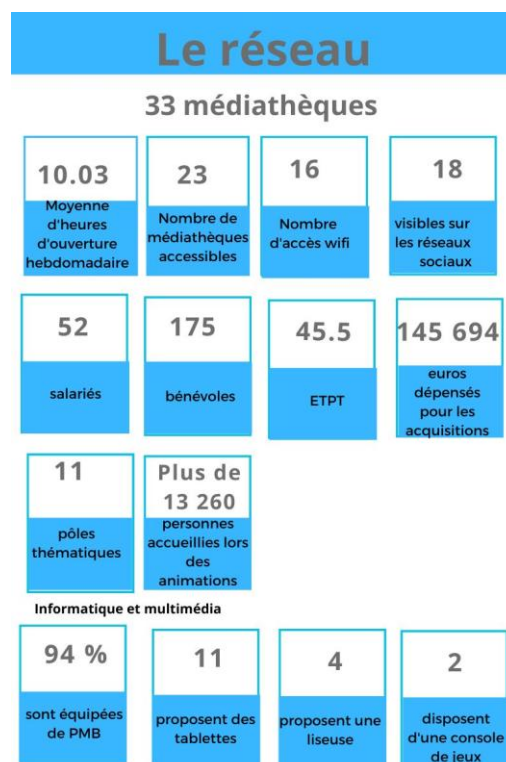 Le réseau
33 médiathèques
10.03
Moyenne
d'heures
d'ouverture
hebdomadaire
23
Nombre de
médiathèques
accessibles
16
Nombre
d'accès wifi
18
visibles sur
les réseaux
sociaux
52
salariés
175
bénévoles
45.5
ETPT
145 694
euros
dépensés
pour les
acquisitions
11
pôles
thématiques
Plus de
13 260
personnes
accueillies lors
des
animations
Informatique et multimédia
94 %
sont équipées
de PMB
11
proposent des
tablettes
4
proposent une
liseuse
2
disposent
d'une console
de jeux